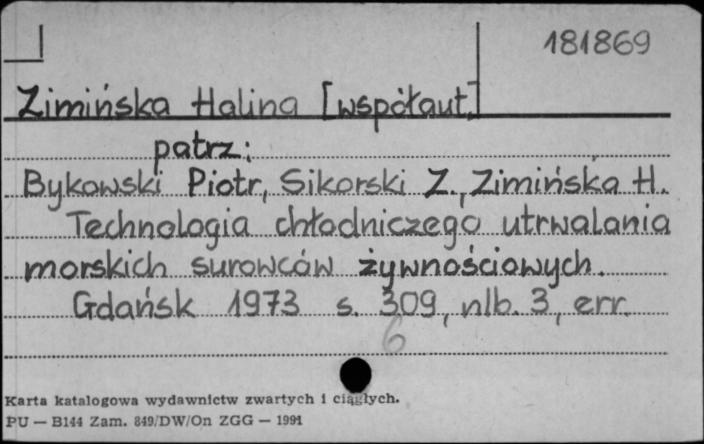 181869
Zimińska Halina [współaut.]
patrz:
Bykowski Piotr, Sikorski Z., Zimińska H.
Technologia chłodniczego utrwalania
morskich surowców żywnościowych.
Gdańsk 1973 s. 309, nlb. 3, err.
6
Karta katalogowa wydawnictw zwartych i ciągłych.
PU — B144 Zam. 849/DW/On ZGG — 1991